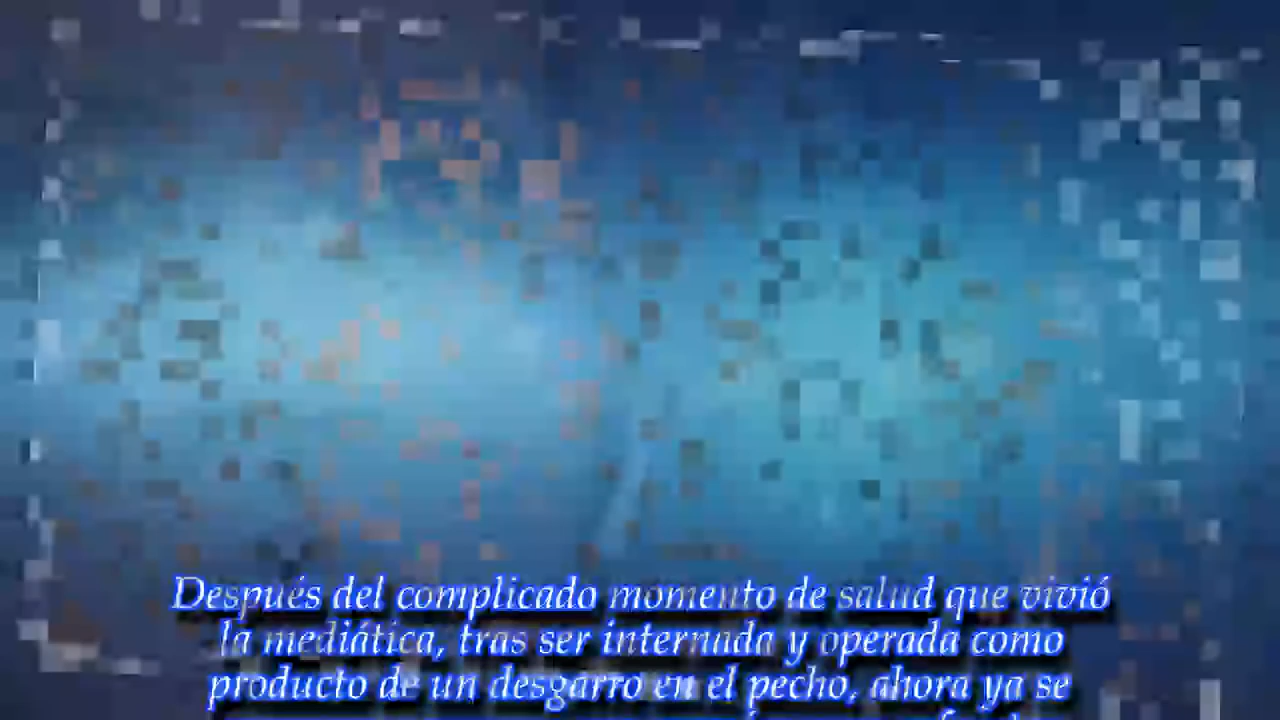 Después del complicado momento de salud que vivió
la mediática, tras ser internada y operada como
producto de un desgarro en el pecho, ahora ya se